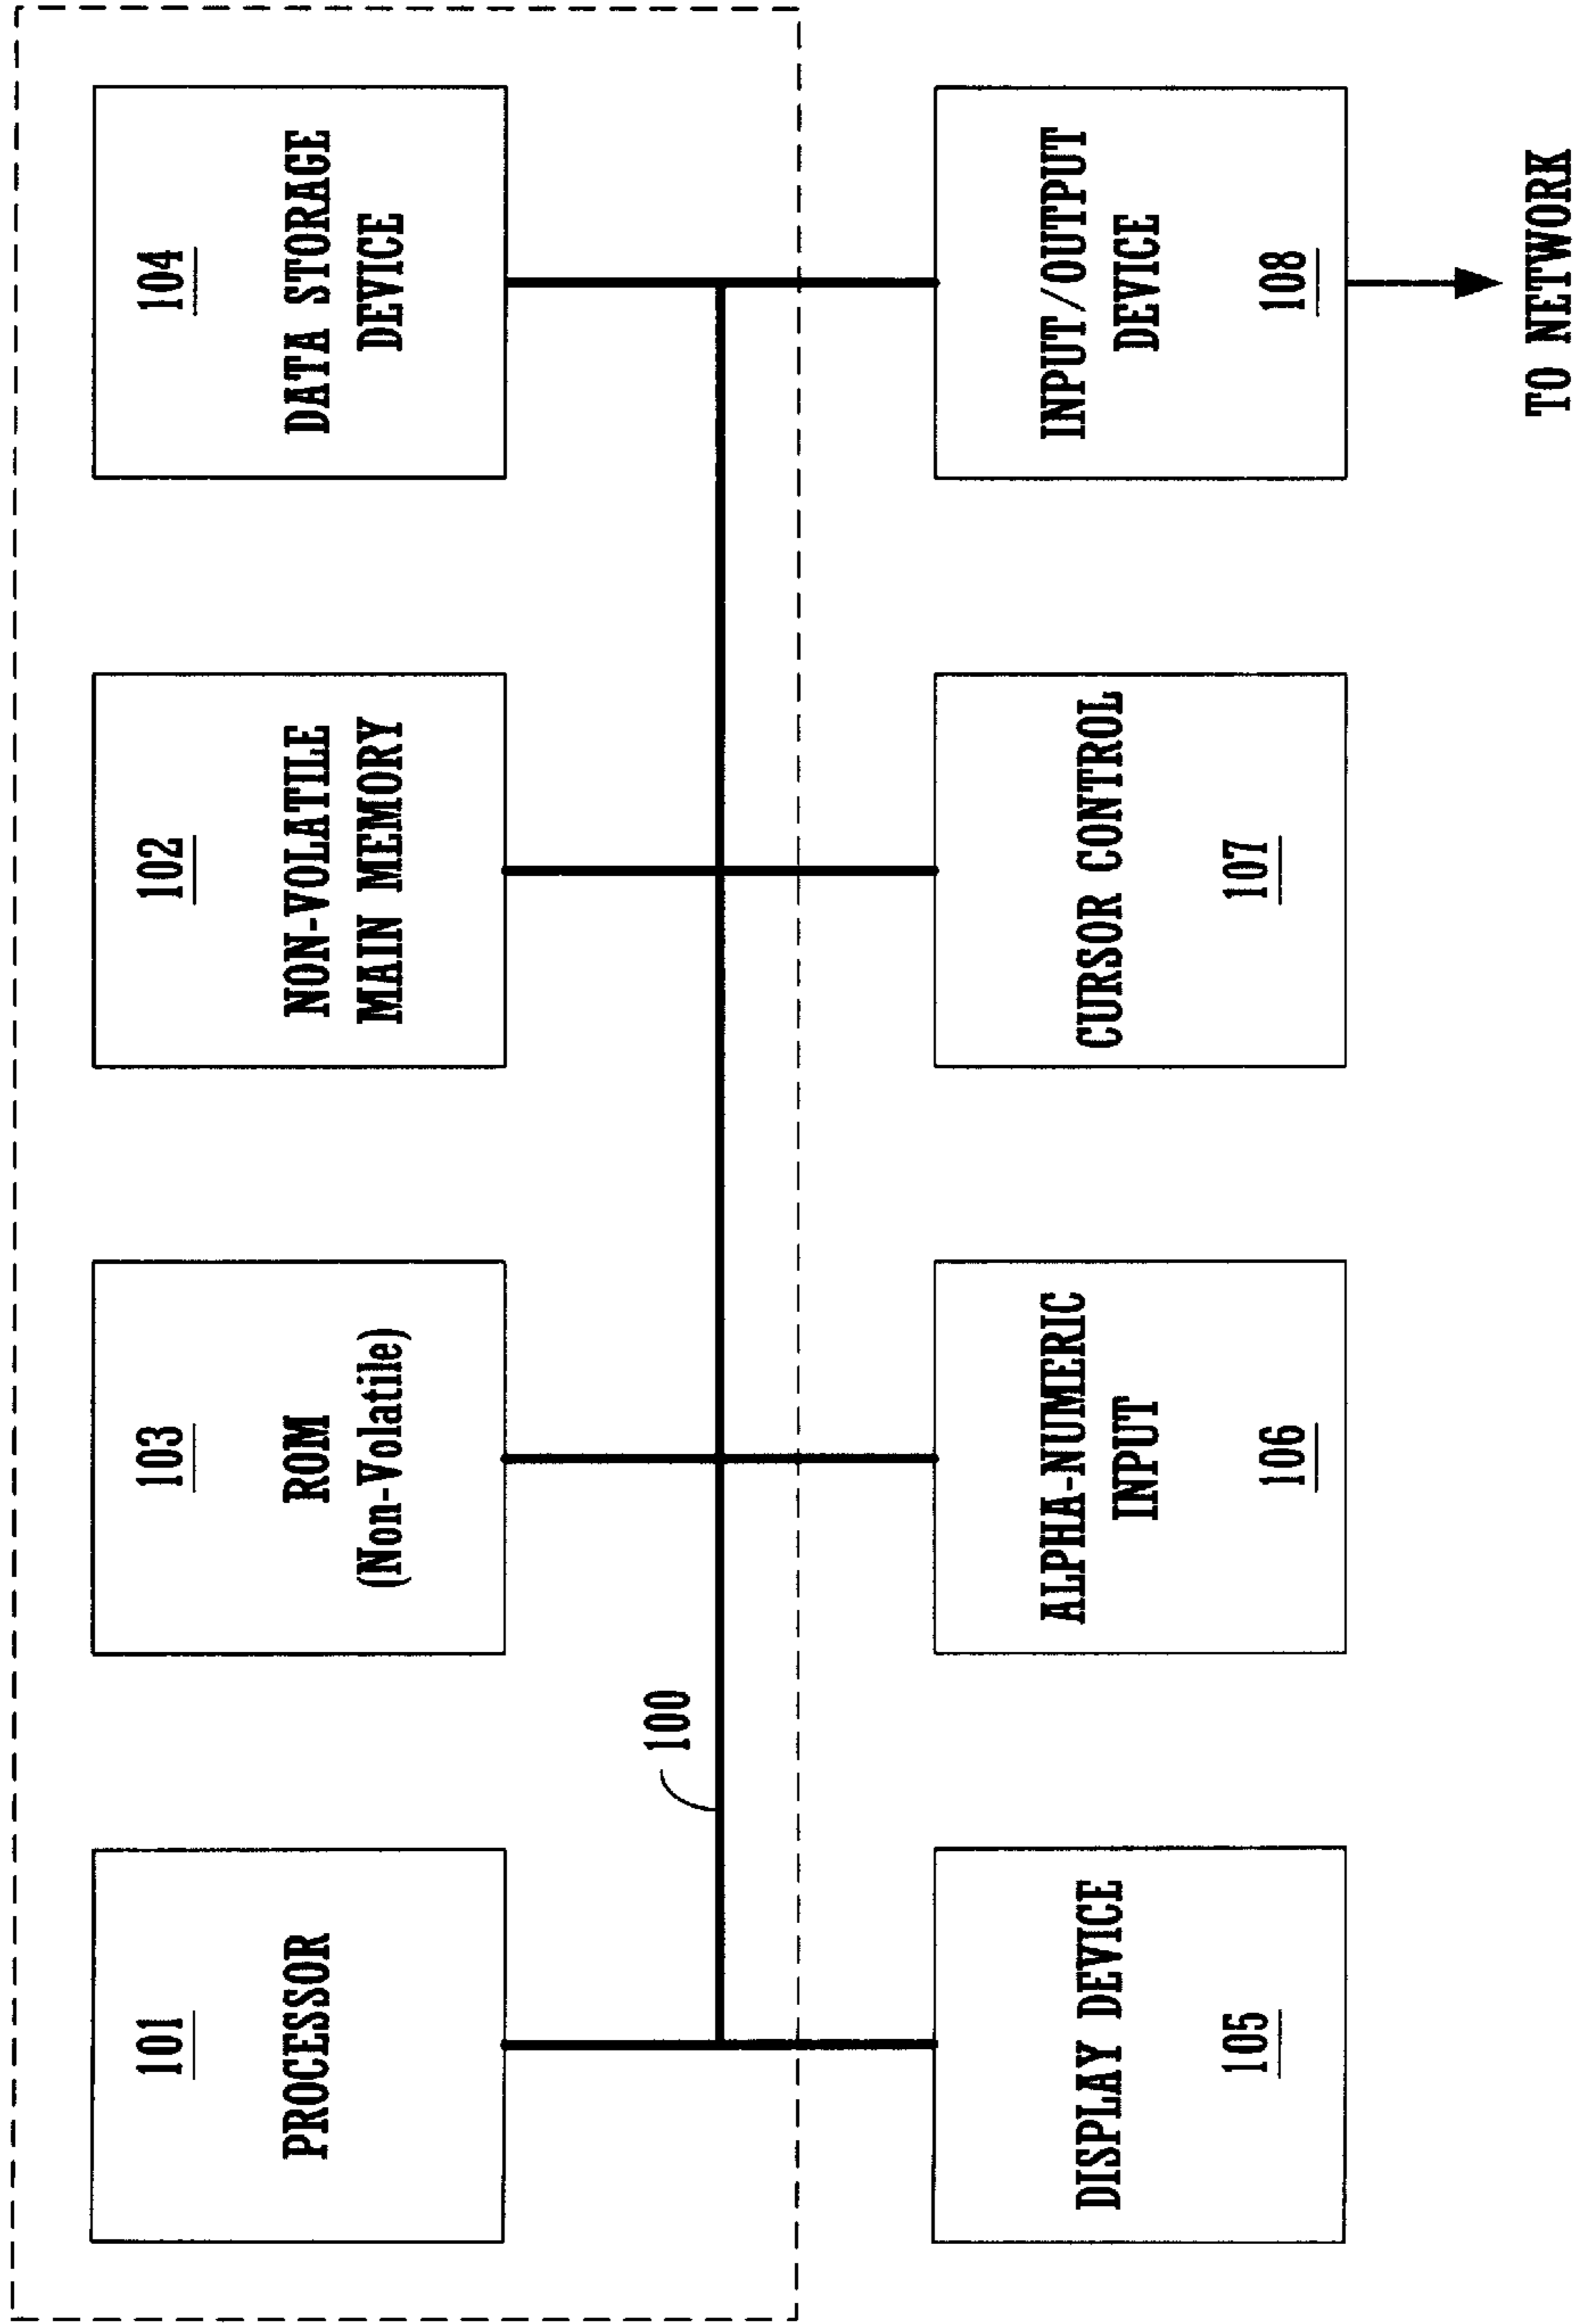 101
PROCESSOR
103
ROM
(Non-Volatile)
102
NON-VOLATILE
MAIN MEMORY
104
DATA STORAGE
DEVICE
100
DISPLAY DEVICE
105
ALPHA-NUMERIC
INPUT
106
CURSOR CONTROL
107
INPUT/OUTPUT
DEVICE
108
TO NETWORK